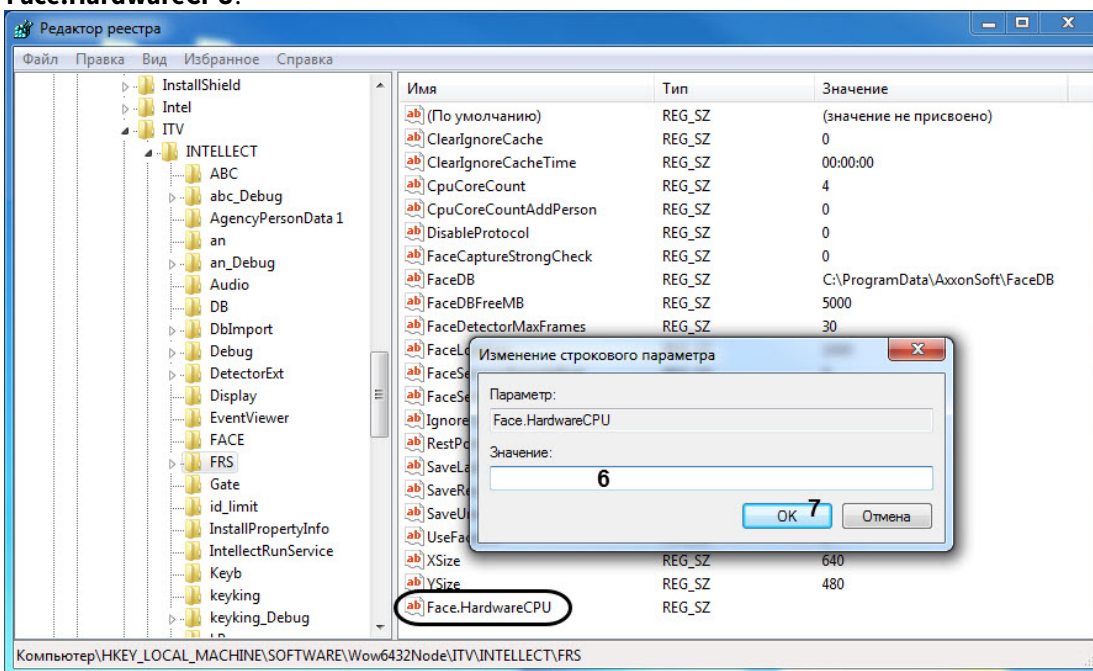 Face.HardwareCPU.
Редактор реестра
Файл Правка Вид Избранное Справка
InstallShield
Intel
ITV
INTELLECT
ABC
abc_Debug
AgencyPersonData 1
an
an_Debug
Audio
DB
DbImport
Debug
DetectorExt
Display
EventViewer
FACE
FRS
Gate
id_limit
InstallPropertyInfo
IntellectRunService
Keyb
keyking
keyking_Debug
Имя Тип Значение
(По умолчанию) REG_SZ (значение не присвоено)
ClearIgnoreCache REG_SZ 0
ClearIgnoreCacheTime REG_SZ 00:00:00
CpuCoreCount REG_SZ 4
CpuCoreCountAddPerson REG_SZ 0
DisableProtocol REG_SZ 0
FaceCaptureStrongCheck REG_SZ 0
FaceDB REG_SZ C:\ProgramData\AxxonSoft\FaceDB
FaceDBFreeMB REG_SZ 5000
FaceDetectorMaxFrames REG_SZ 30
XSize REG_SZ 640
YSize REG_SZ 480
Face.HardwareCPU REG_SZ
Изменение строкового параметра
Параметр:
Face.HardwareCPU
Значение:
6
OK 7 Отмена
Компьютер\HKEY_LOCAL_MACHINE\SOFTWARE\Wow6432Node\ITV\INTELLECT\FRS